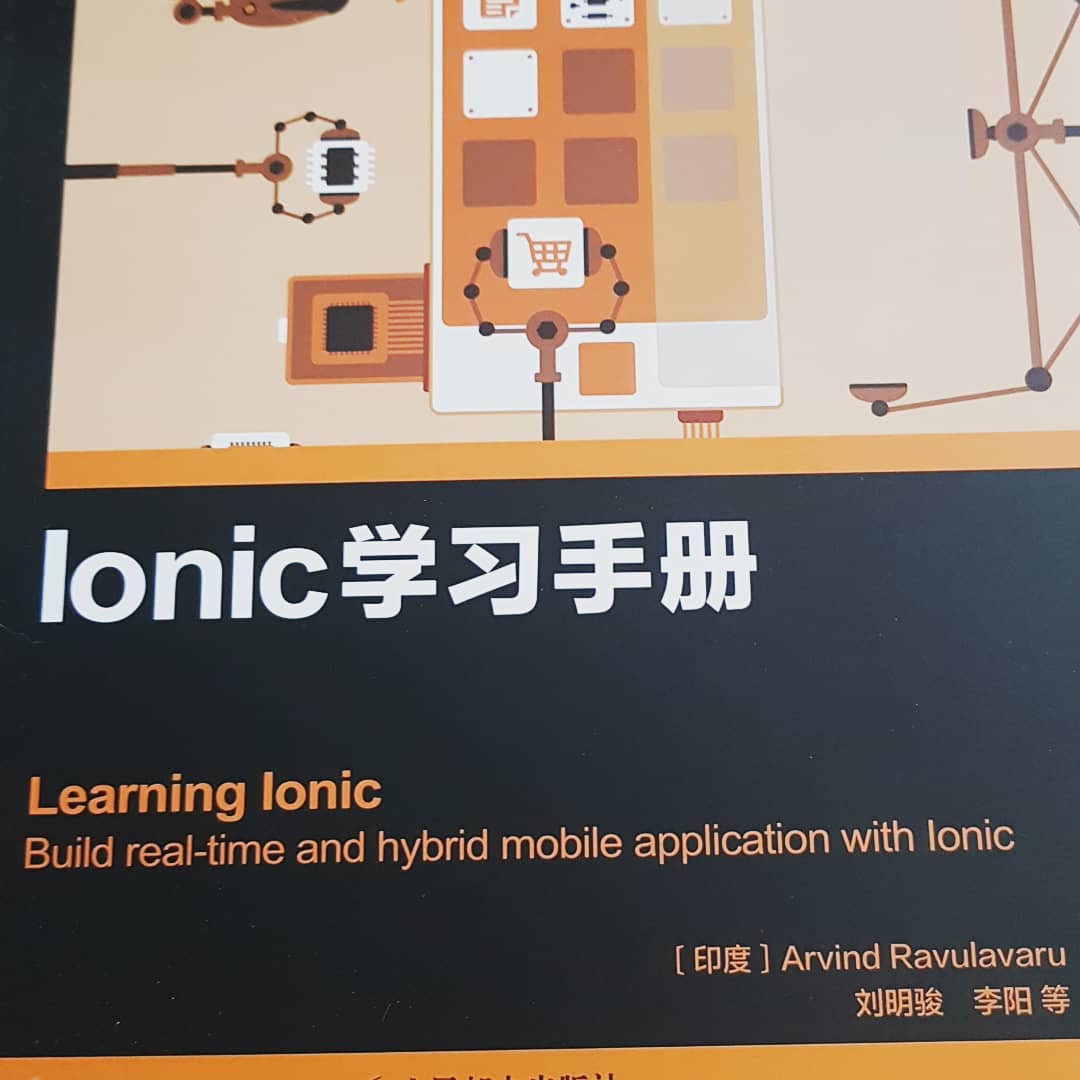 Ionic学习手册
Learning Ionic
Build real-time and hybrid mobile application with Ionic
[印度] Arvind Ravulavaru
刘明骏 李阳 等